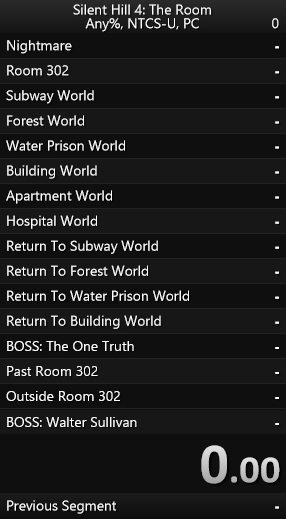 Silent Hill 4: The Room
Any%, NTCS-U, PC 0
Nightmare -
Room 302 -
Subway World -
Forest World -
Water Prison World -
Building World -
Apartment World -
Hospital World -
Return To Subway World -
Return To Forest World -
Return To Water Prison World -
Return To Building World -
BOSS: The One Truth -
Past Room 302 -
Outside Room 302 -
BOSS: Walter Sullivan -
0.00
Previous Segment -